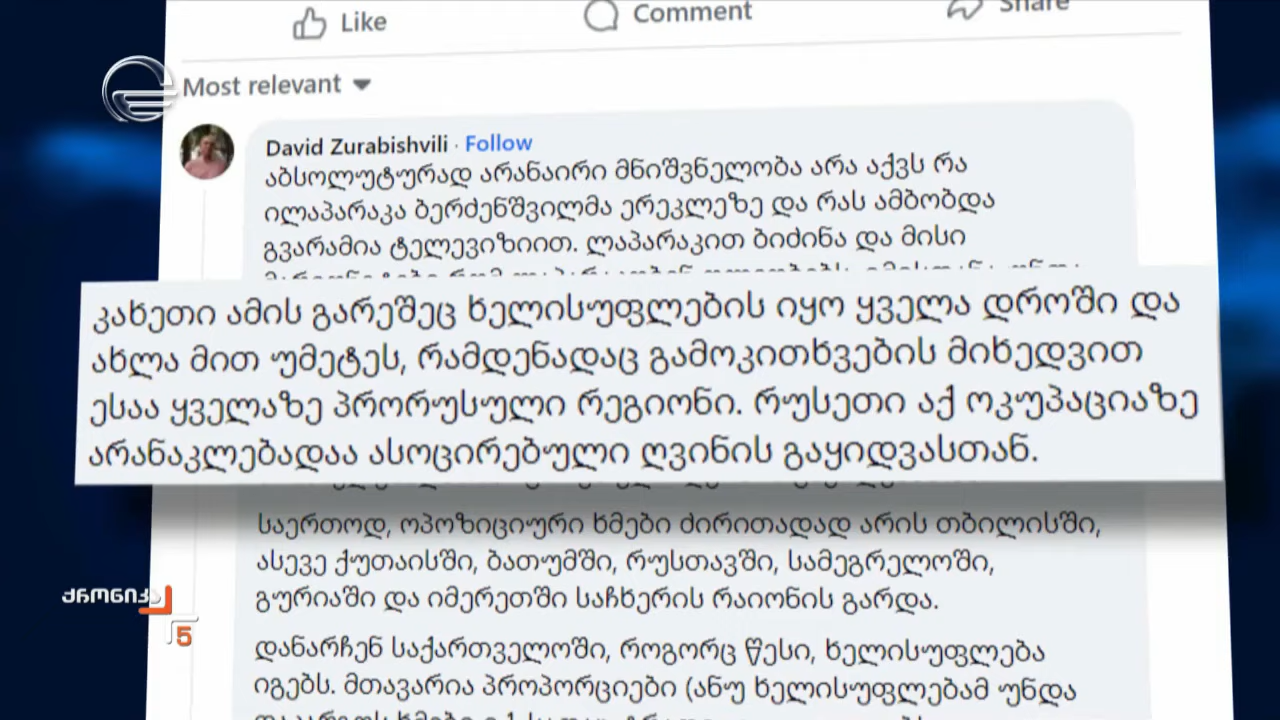 Like Comment Share
Most relevant
David Zurabishvili · Follow
აბსოლუტურად არანაირი მნიშვნელობა არა აქვს რა
ილაპარაკა ბერძენშვილმა ერეკლეზე და რას ამბობდა
გვარამია ტელევიზიით. ლაპარაკით ბიძინა და მისი
კახეთი ამის გარეშეც ხელისუფლების იყო ყველა დროში და
ახლა მით უმეტეს, რამდენადაც გამოკითხვების მიხედვით
ესაა ყველაზე პრორუსული რეგიონი. რუსეთი აქ ოკუპაციაზე
არანაკლებადაა ასოცირებული ღვინის გაყიდვასთან.
საერთოდ, ოპოზიციური ხმები ძირითადად არის თბილისში,
ასევე ქუთაისში, ბათუმში, რუსთავში, სამეგრელოში,
გურიაში და იმერეთში საჩხერის რაიონის გარდა.
დანარჩენ საქართველოში, როგორც წესი, ხელისუფლება
იგებს. მთავარია პროპორციები (ანუ ხელისუფლებამ უნდა
ქრონიკა
5